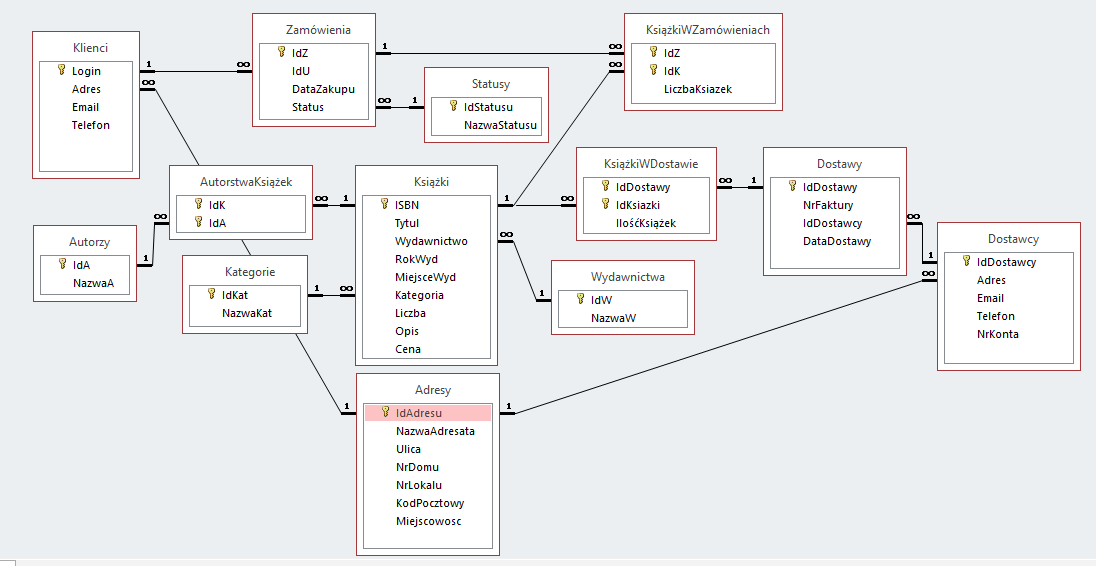 Klienci
Login
Adres
Email
Telefon
1
∞
∞
Zamówienia
IdZ
IdU
DataZakupu
Status
1
∞
∞
1
Statusy
IdStatusu
NazwaStatusu
KsiążkiWZamówieniach
IdZ
IdK
LiczbaKsiazek
∞
AutorstwaKsiążek
IdK
IdA
∞
1
Autorzy
IdA
NazwaA
1
∞
Kategorie
IdKat
NazwaKat
1
∞
Książki
ISBN
Tytul
Wydawnictwo
RokWyd
MiejsceWyd
Kategoria
Liczba
Opis
Cena
1
∞
∞
1
KsiążkiWDostawie
IdDostawy
IdKsiazki
IlośćKsiążek
∞
1
Dostawy
IdDostawy
NrFaktury
IdDostawcy
DataDostawy
∞
1
∞
Dostawcy
IdDostawcy
Adres
Email
Telefon
NrKonta
Wydawnictwa
IdW
NazwaW
Adresy
IdAdresu
NazwaAdresata
Ulica
NrDomu
NrLokalu
KodPocztowy
Miejscowosc
1
1